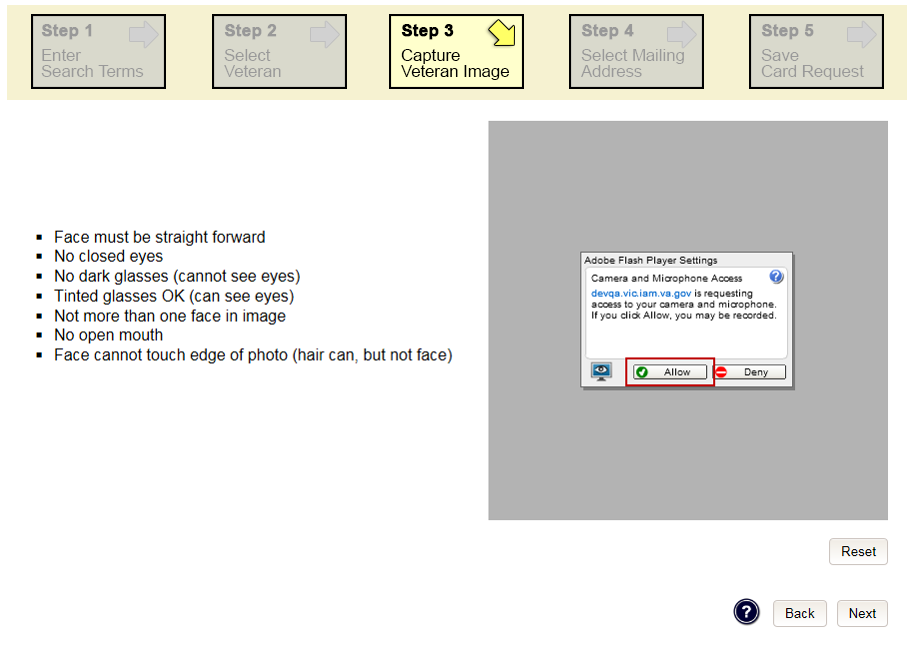 Step 1
Enter
Search Terms
Step 2
Select
Veteran
Step 3
Capture
Veteran Image
Step 4
Select Mailing
Address
Step 5
Save
Card Request
Face must be straight forward
No closed eyes
No dark glasses (cannot see eyes)
Tinted glasses OK (can see eyes)
Not more than one face in image
No open mouth
Face cannot touch edge of photo (hair can, but not face)
Adobe Flash Player Settings
Camera and Microphone Access
?
devqa.vic.iam.va.gov is requesting
access to your camera and microphone.
If you click Allow, you may be recorded.
Allow
Deny
Reset
?
Back
Next